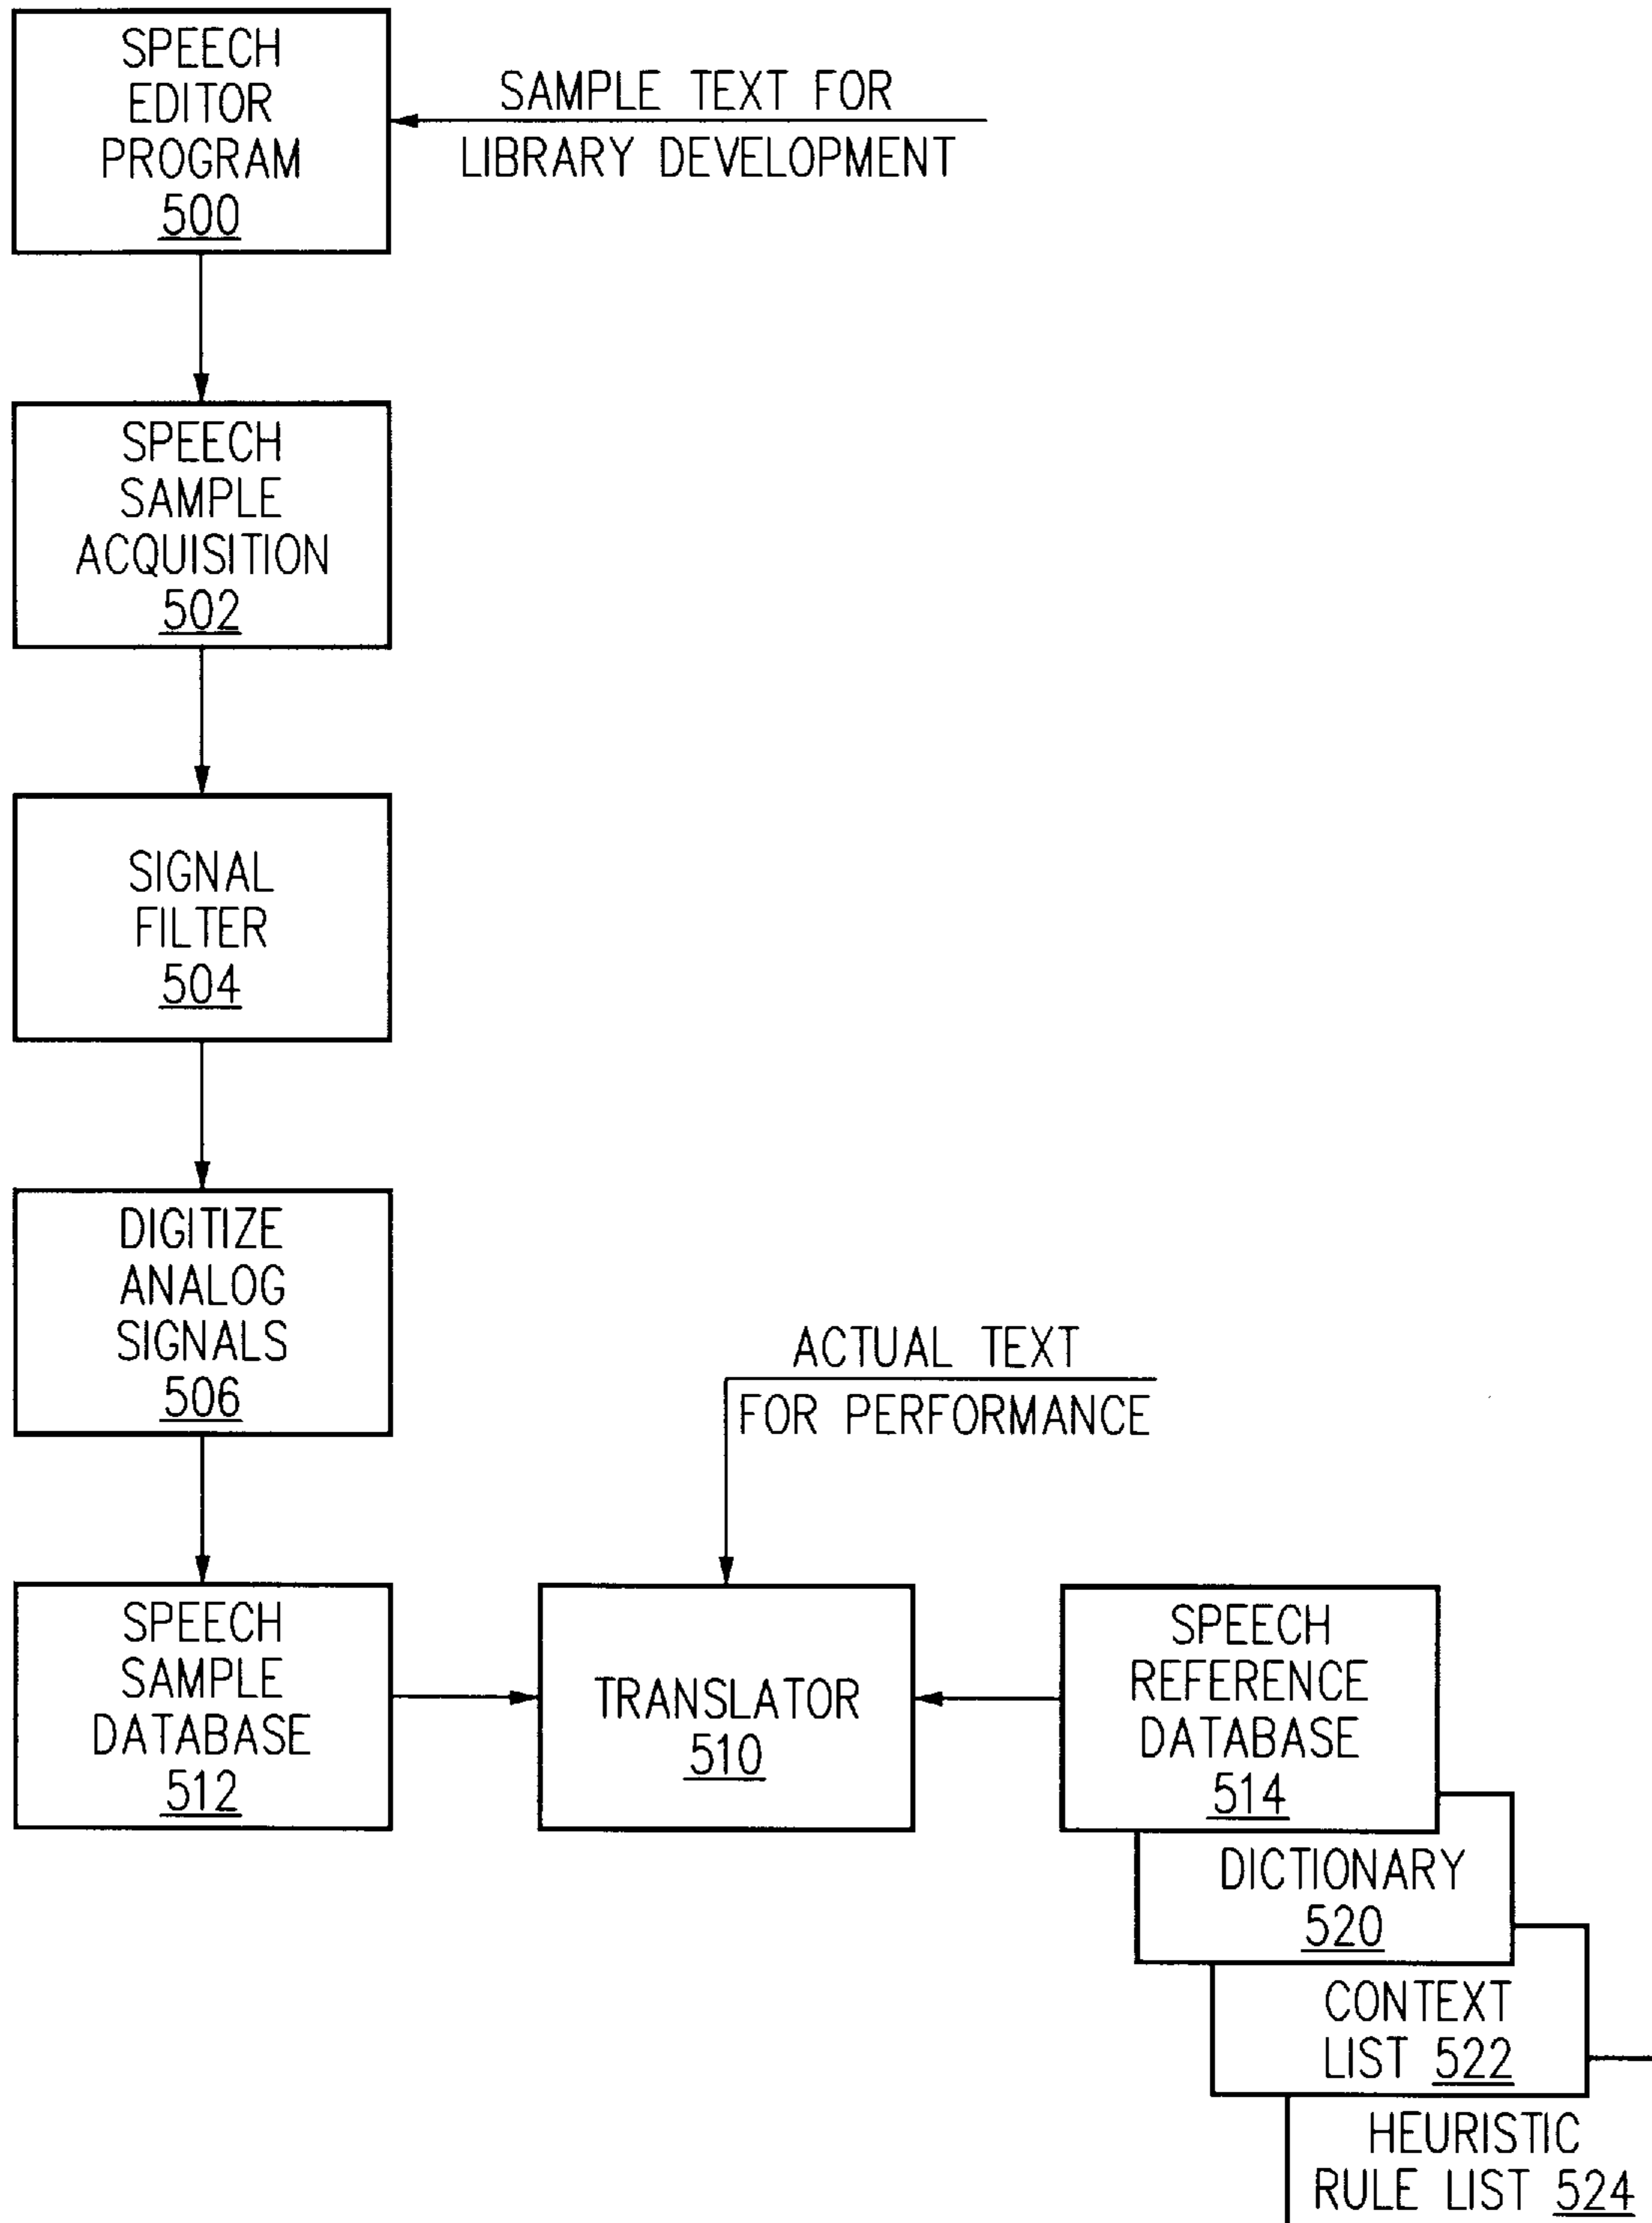 SPEECH
EDITOR
PROGRAM
500
SAMPLE TEXT FOR
LIBRARY DEVELOPMENT
SPEECH
SAMPLE
ACQUISITION
502
SIGNAL
FILTER
504
DIGITIZE
ANALOG
SIGNALS
506
ACTUAL TEXT
FOR PERFORMANCE
SPEECH
SAMPLE
DATABASE
512
TRANSLATOR
510
SPEECH
REFERENCE
DATABASE
514
DICTIONARY
520
CONTEXT
LIST 522
HEURISTIC
RULE LIST 524